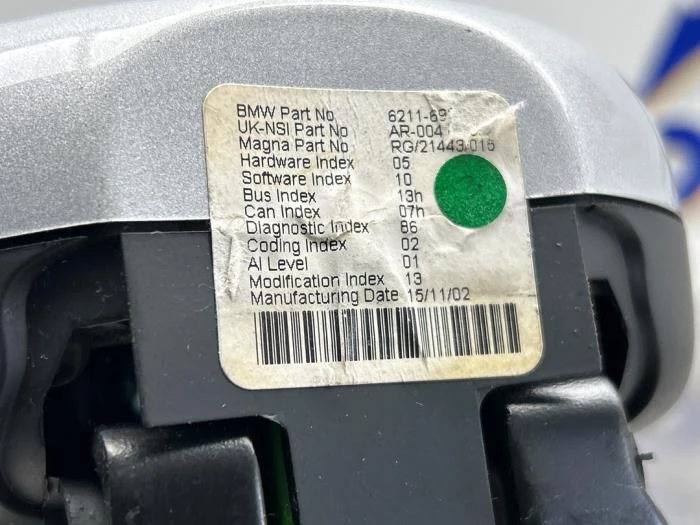 BMW Part No 6211-69
UK-NSI Part No AR-004
Magna Part No RG/21443/015
Hardware Index 05
Software Index 10
Bus Index 13h
Can Index 07h
Diagnostic Index 86
Coding Index 02
AI Level 01
Modification Index 13
Manufacturing Date 15/11/02